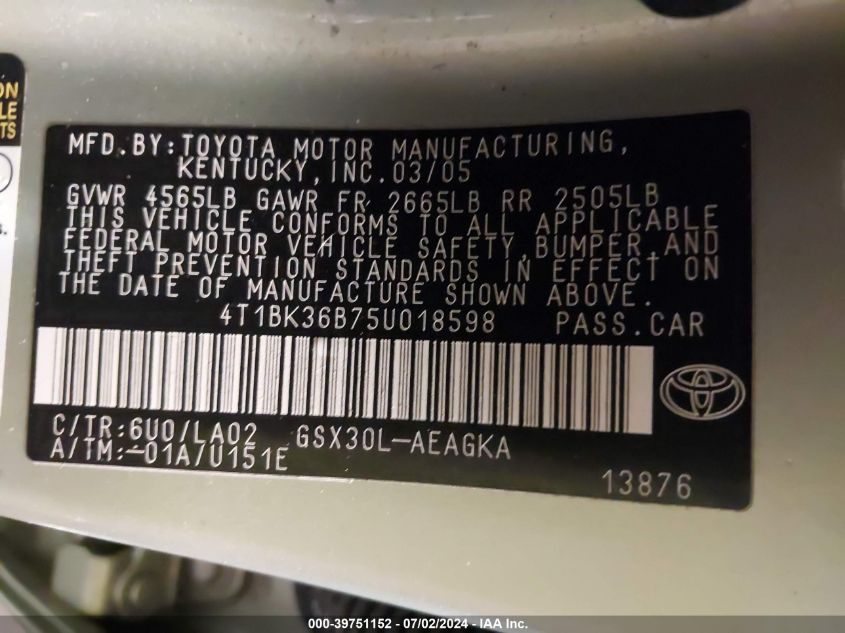 ON
LE
TS
s.
MFD. BY: TOYOTA MOTOR MANUFACTURING,
KENTUCKY, INC. 03/05
GVWR 4565LB GAWR FR 2665LB RR 2505LB
THIS VEHICLE CONFORMS TO ALL APPLICABLE
FEDERAL MOTOR VEHICLE SAFETY, BUMPER, AND
THEFT PREVENTION STANDARDS IN EFFECT ON
THE DATE OF MANUFACTURE SHOWN ABOVE.
4T1BK36B75U018598 PASS. CAR
C/TR: 6U0/LA02 GSX30L-AEAGKA
A/TM: -01A/U151E
13876
000-39751152 - 07/02/2024 - IAA Inc.